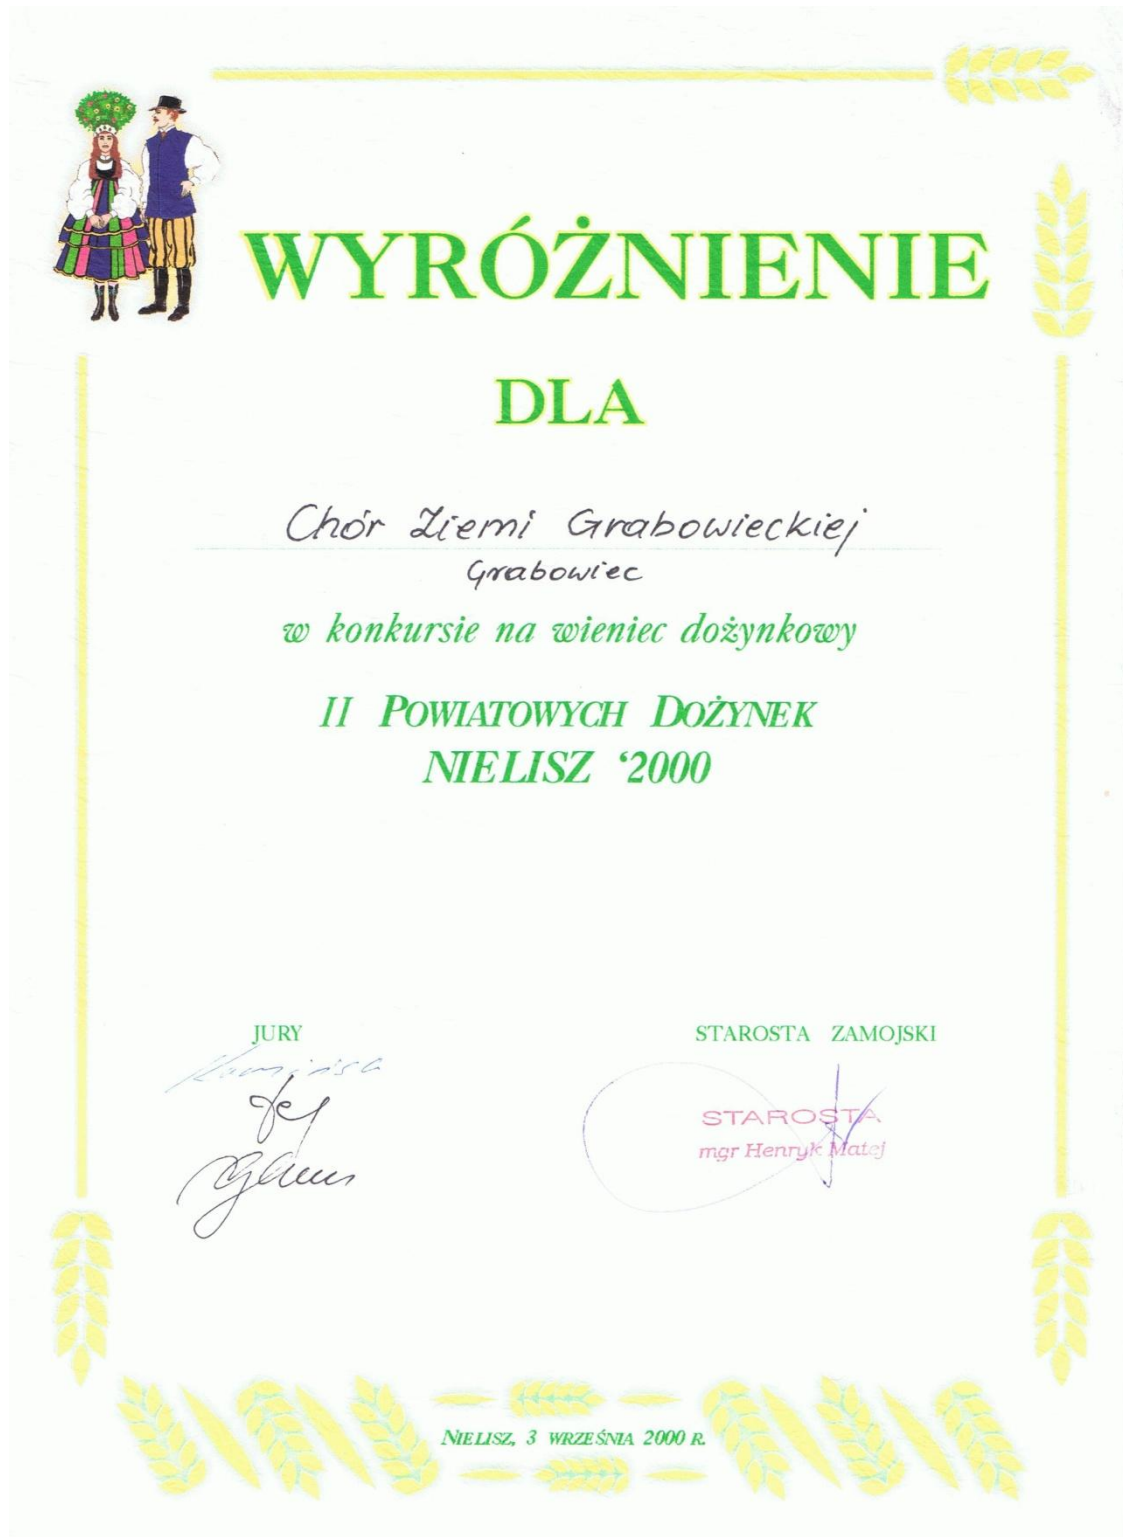 WYRÓŻNIENIE
DLA
Chór Ziemi Grabowieckiej
Grabowiec
w konkursie na wieniec dożynkowy
II POWIATOWYCH DOŻYNEK
NIELISZ ‘2000
JURY
STAROSTA ZAMOJSKI
Kamińska
STAROSTA
mgr Henryk Matej
NIELISZ, 3 WRZEŚNIA 2000 R.